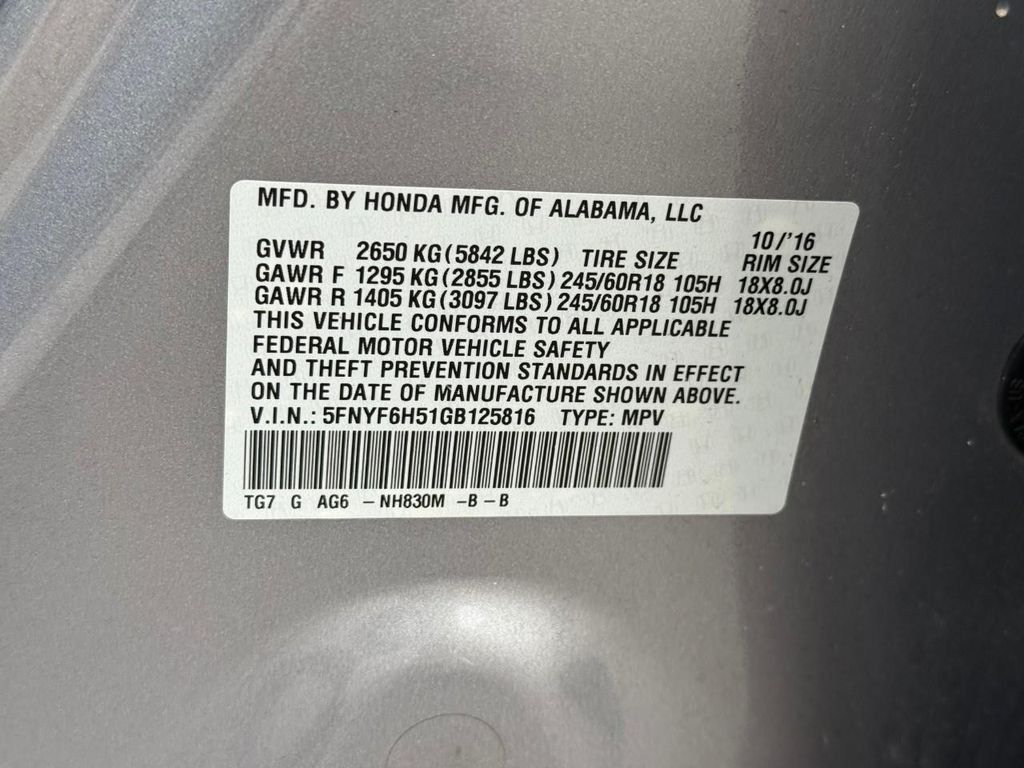 MFD. BY HONDA MFG. OF ALABAMA, LLC
10/'16
GVWR 2650 KG (5842 LBS) TIRE SIZE RIM SIZE
GAWR F 1295 KG (2855 LBS) 245/60R18 105H 18X8.0J
GAWR R 1405 KG (3097 LBS) 245/60R18 105H 18X8.0J
THIS VEHICLE CONFORMS TO ALL APPLICABLE
FEDERAL MOTOR VEHICLE SAFETY
AND THEFT PREVENTION STANDARDS IN EFFECT
ON THE DATE OF MANUFACTURE SHOWN ABOVE.
V.I.N.: 5FNYF6H51GB125816 TYPE: MPV
TG7 G AG6 -NH830M -B-B